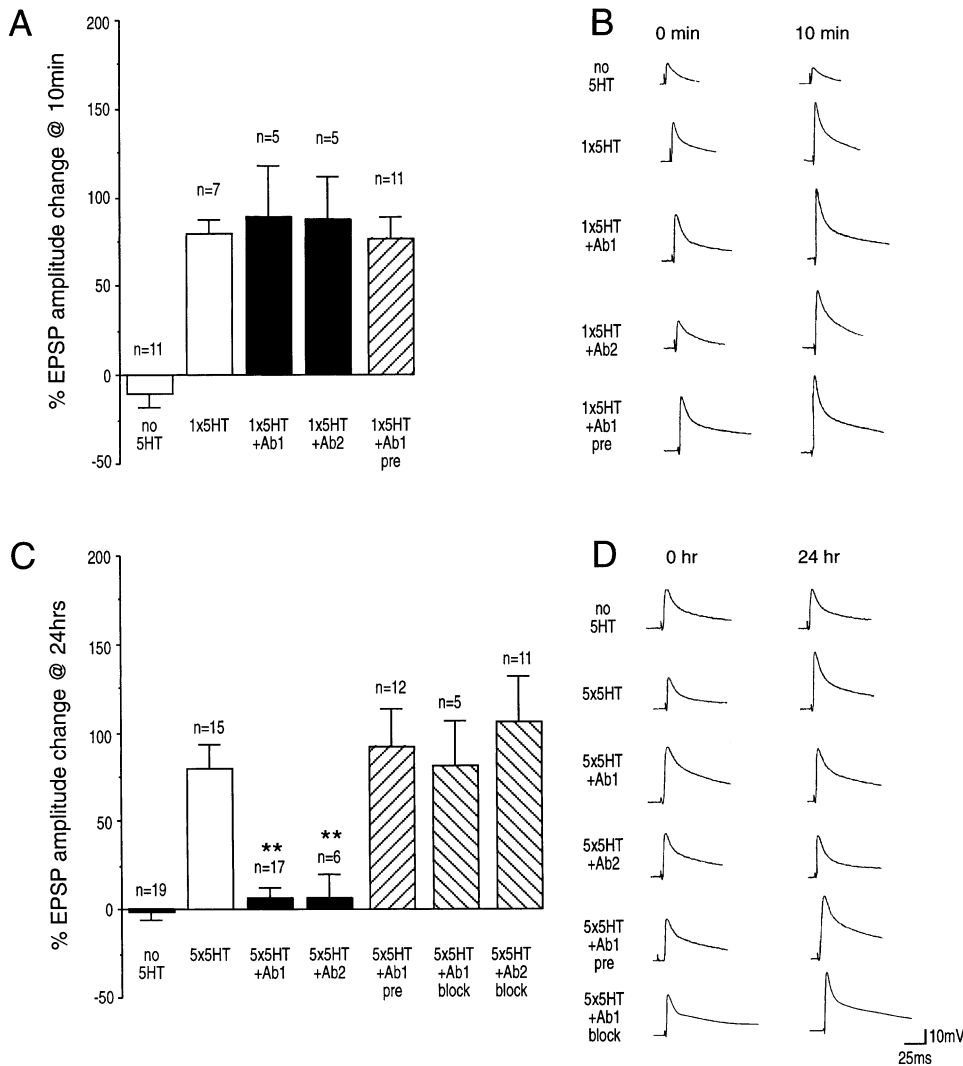 A
% EPSP amplitude change @ 10min
200
150
100
50
0
-50
n=11
n=7
n=5
n=5
n=11
no
5HT
1x5HT
1x5HT
+Ab1
1x5HT
+Ab2
1x5HT
+Ab1
pre
B
0 min
10 min
no
5HT
1x5HT
1x5HT
+Ab1
1x5HT
+Ab2
1x5HT
+Ab1
pre
C
% EPSP amplitude change @ 24hrs
200
150
100
50
0
-50
n=19
n=15
**
n=17
**
n=6
n=12
n=5
n=11
no
5HT
5x5HT
5x5HT
+Ab1
5x5HT
+Ab2
5x5HT
+Ab1
pre
5x5HT
+Ab1
block
5x5HT
+Ab2
block
D
0 hr
24 hr
no
5HT
5x5HT
5x5HT
+Ab1
5x5HT
+Ab2
5x5HT
+Ab1
pre
5x5HT
+Ab1
block
10mV
25ms